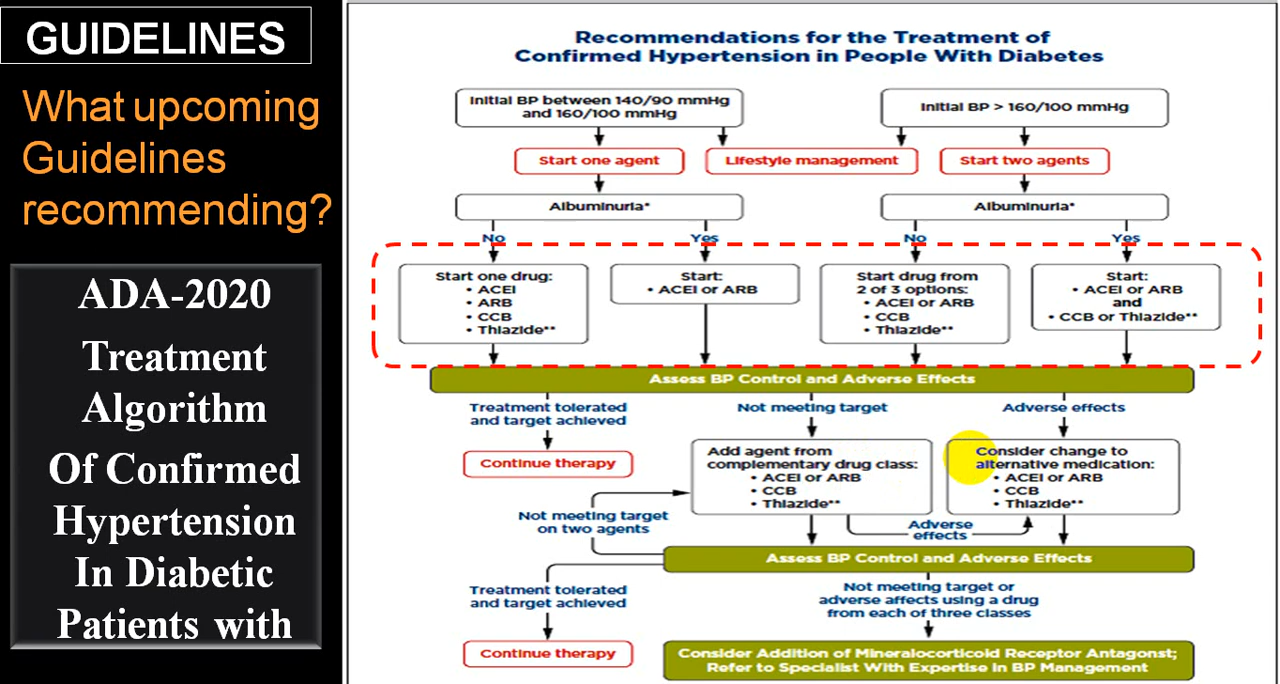 GUIDELINES
What upcoming
Guidelines
recommending?
ADA-2020
Treatment
Algorithm
Of Confirmed
Hypertension
In Diabetic
Patients with
Recommendations for the Treatment of
Confirmed Hypertension in People With Diabetes
Initial BP between 140/90 mmHg
and 160/100 mmHg
Initial BP > 160/100 mmHg
Start one agent
Lifestyle management
Start two agents
Albuminuria*
Albuminuria*
No
Yes
No
Yes
Start one drug:
• ACEI
• ARB
• CCB
• Thiazide**
Start:
• ACEI or ARB
Start drug from
2 of 3 options:
• ACEI or ARB
• CCB
• Thiazide**
Start:
• ACEI or ARB
and
• CCB or Thiazide**
Assess BP Control and Adverse Effects
Treatment tolerated
and target achieved
Not meeting target
Adverse effects
Continue therapy
Add agent from
complementary drug class:
• ACEI or ARB
• CCB
• Thiazide**
Consider change to
alternative medication:
• ACEI or ARB
• CCB
• Thiazide**
Not meeting target
on two agents
Adverse
effects
Assess BP Control and Adverse Effects
Treatment tolerated
and target achieved
Not meeting target or
adverse affects using a drug
from each of three classes
Continue therapy
Consider Addition of Mineralocorticoid Receptor Antagonst;
Refer to Specialist With Expertise in BP Management